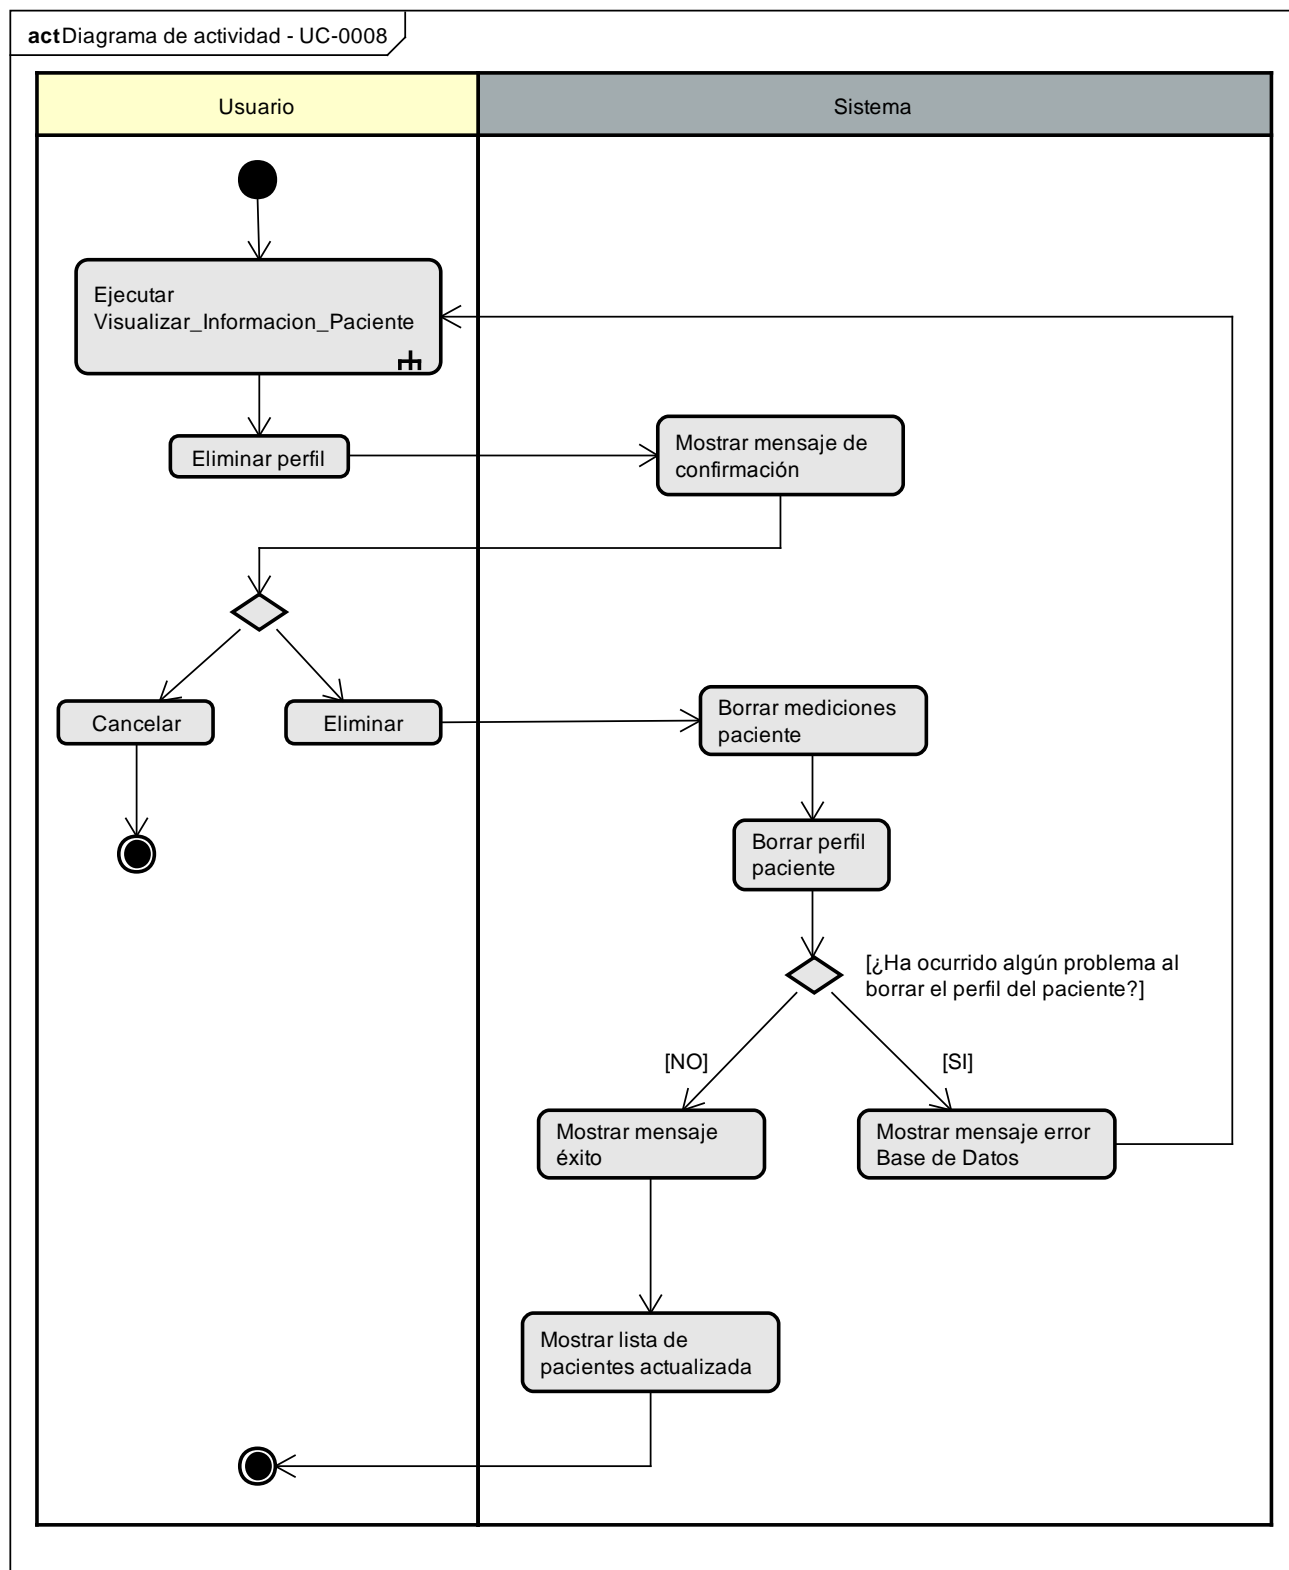 actDiagrama de actividad - UC-0008
Usuario
Sistema
Ejecutar
Visualizar_Informacion_Paciente
Eliminar perfil
Mostrar mensaje de
confirmación
Cancelar
Eliminar
Borrar mediciones
paciente
Borrar perfil
paciente
[¿Ha ocurrido algún problema al
borrar el perfil del paciente?]
[NO]
[SI]
Mostrar mensaje
éxito
Mostrar mensaje error
Base de Datos
Mostrar lista de
pacientes actualizada